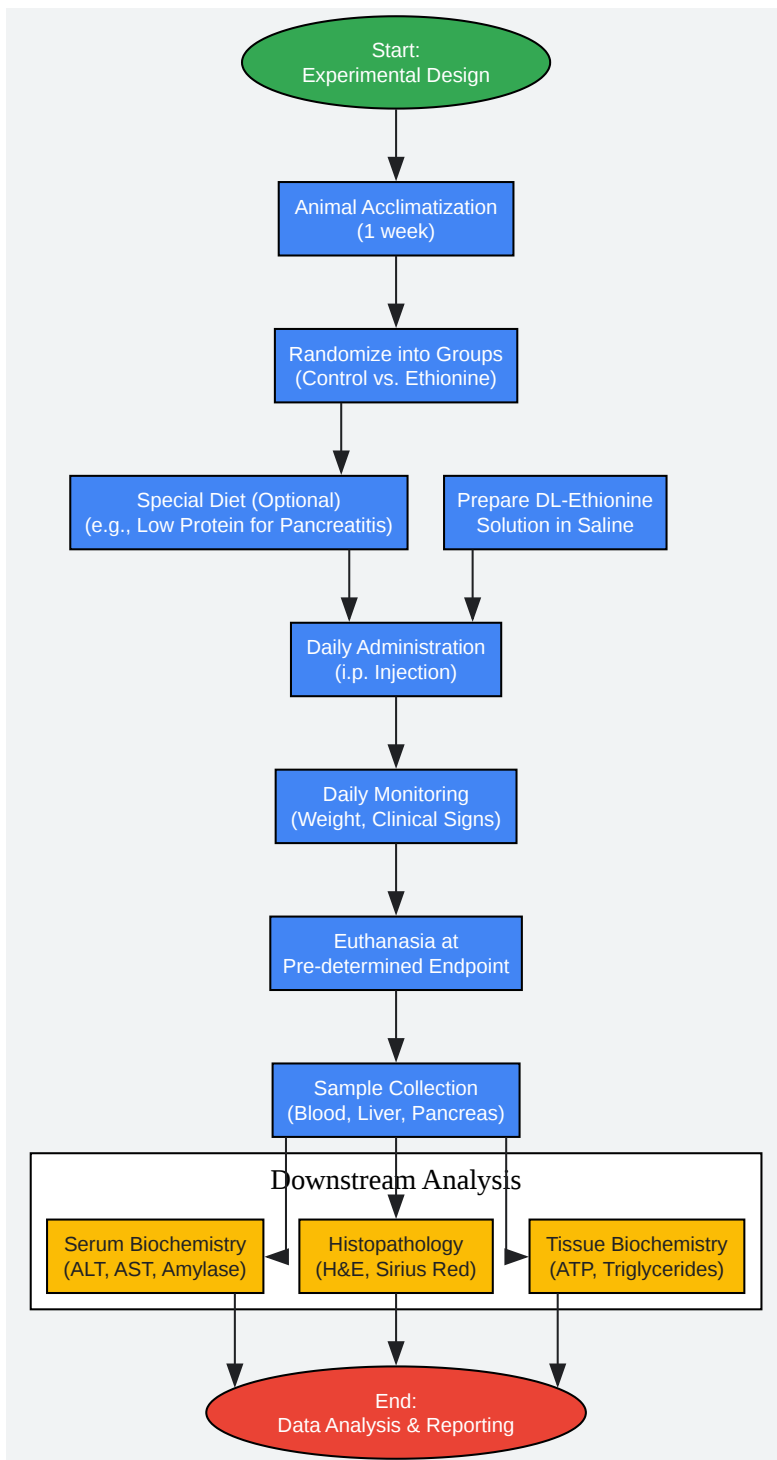 Start:
Experimental Design
Animal Acclimatization
(1 week)
Randomize into Groups
(Control vs. Ethionine)
Special Diet (Optional)
(e.g., Low Protein for Pancreatitis)
Prepare DL-Ethionine
Solution in Saline
Daily Administration
(i.p. Injection)
Daily Monitoring
(Weight, Clinical Signs)
Euthanasia at
Pre-determined Endpoint
Sample Collection
(Blood, Liver, Pancreas)
Downstream Analysis
Serum Biochemistry
(ALT, AST, Amylase)
Histopathology
(H&E, Sirius Red)
Tissue Biochemistry
(ATP, Triglycerides)
End:
Data Analysis & Reporting